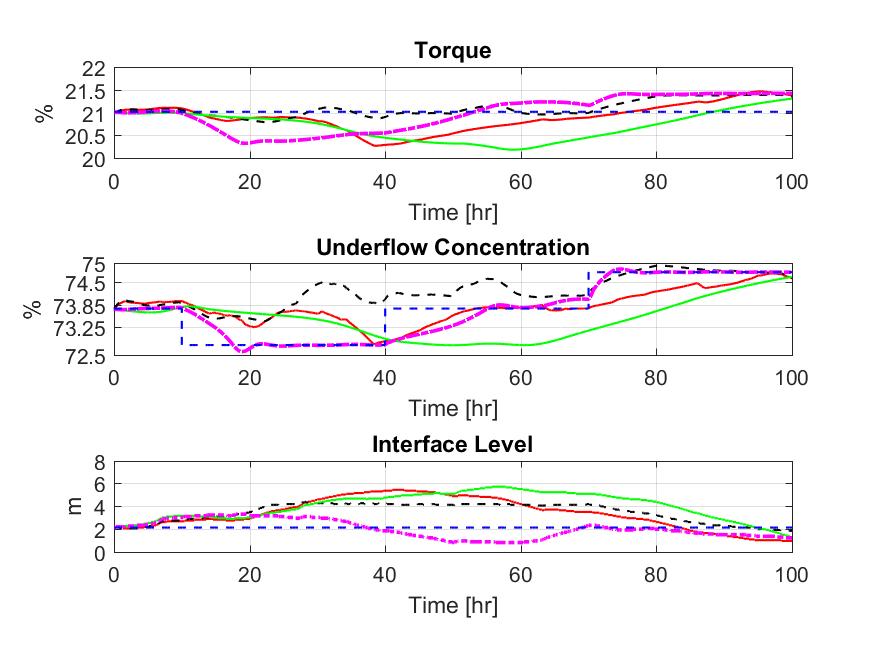 Torque
22
21.5
21
20.5
20
%
0 20 40 60 80 100
Time [hr]
Underflow Concentration
75
74.5
73.85
73.25
72.5
%
0 20 40 60 80 100
Time [hr]
Interface Level
8
6
4
2
0
m
0 20 40 60 80 100
Time [hr]